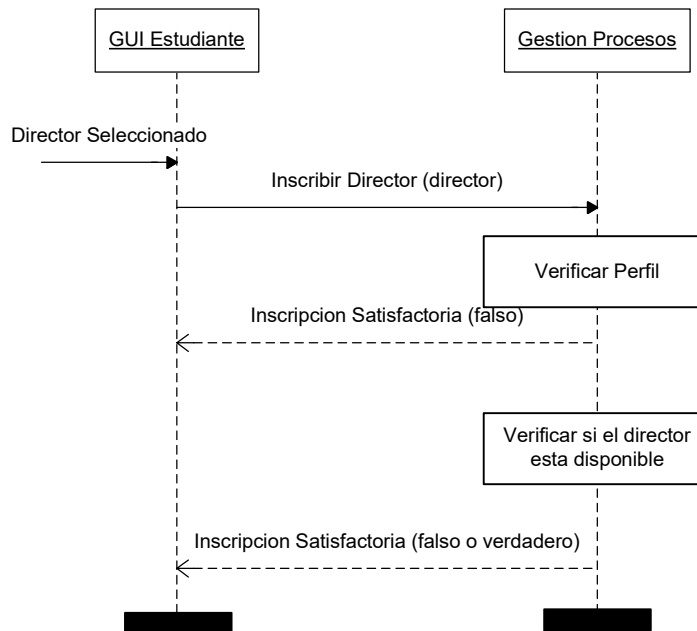 GUI Estudiante
Gestion Procesos
Director Seleccionado
Inscribir Director (director)
Verificar Perfil
Inscripcion Satisfactoria (falso)
Verificar si el director
esta disponible
Inscripcion Satisfactoria (falso o verdadero)